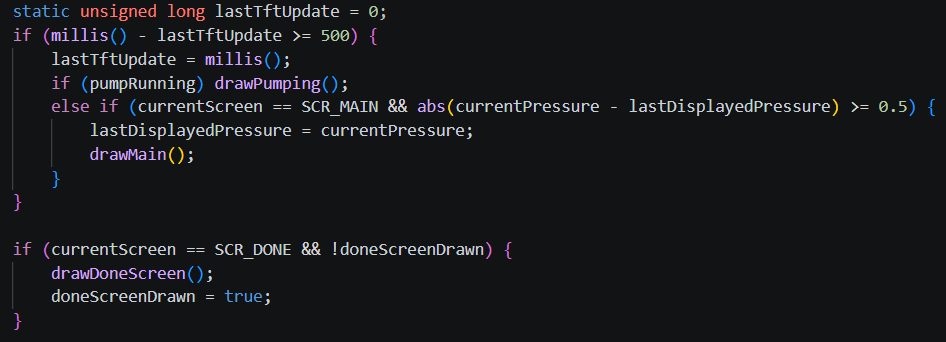 static unsigned long lastTftUpdate = 0;
if (millis() - lastTftUpdate >= 500) {
    lastTftUpdate = millis();
    if (pumpRunning) drawPumping();
    else if (currentScreen == SCR_MAIN && abs(currentPressure - lastDisplayedPressure) >= 0.5) {
        lastDisplayedPressure = currentPressure;
        drawMain();
    }
}

if (currentScreen == SCR_DONE && !doneScreenDrawn) {
    drawDoneScreen();
    doneScreenDrawn = true;
}